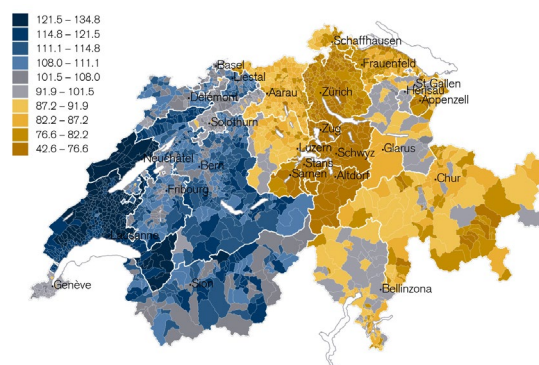 121.5 – 134.8
114.8 – 121.5
111.1 – 114.8
108.0 – 111.1
101.5 – 108.0
91.9 – 101.5
87.2 – 91.9
82.2 – 87.2
76.6 – 82.2
42.6 – 76.6
Schaffhausen
Basel
Frauenfeld
Liestal
St.Gallen
Delémont
Aarau
Zürich
Herisau
Appenzell
Solothurn
Zug
Neuchâtel
Luzern
Schwyz
Glarus
Bern
Stans
Sarnen
Altdorf
Chur
Fribourg
Lausanne
Genève
Sion
Bellinzona